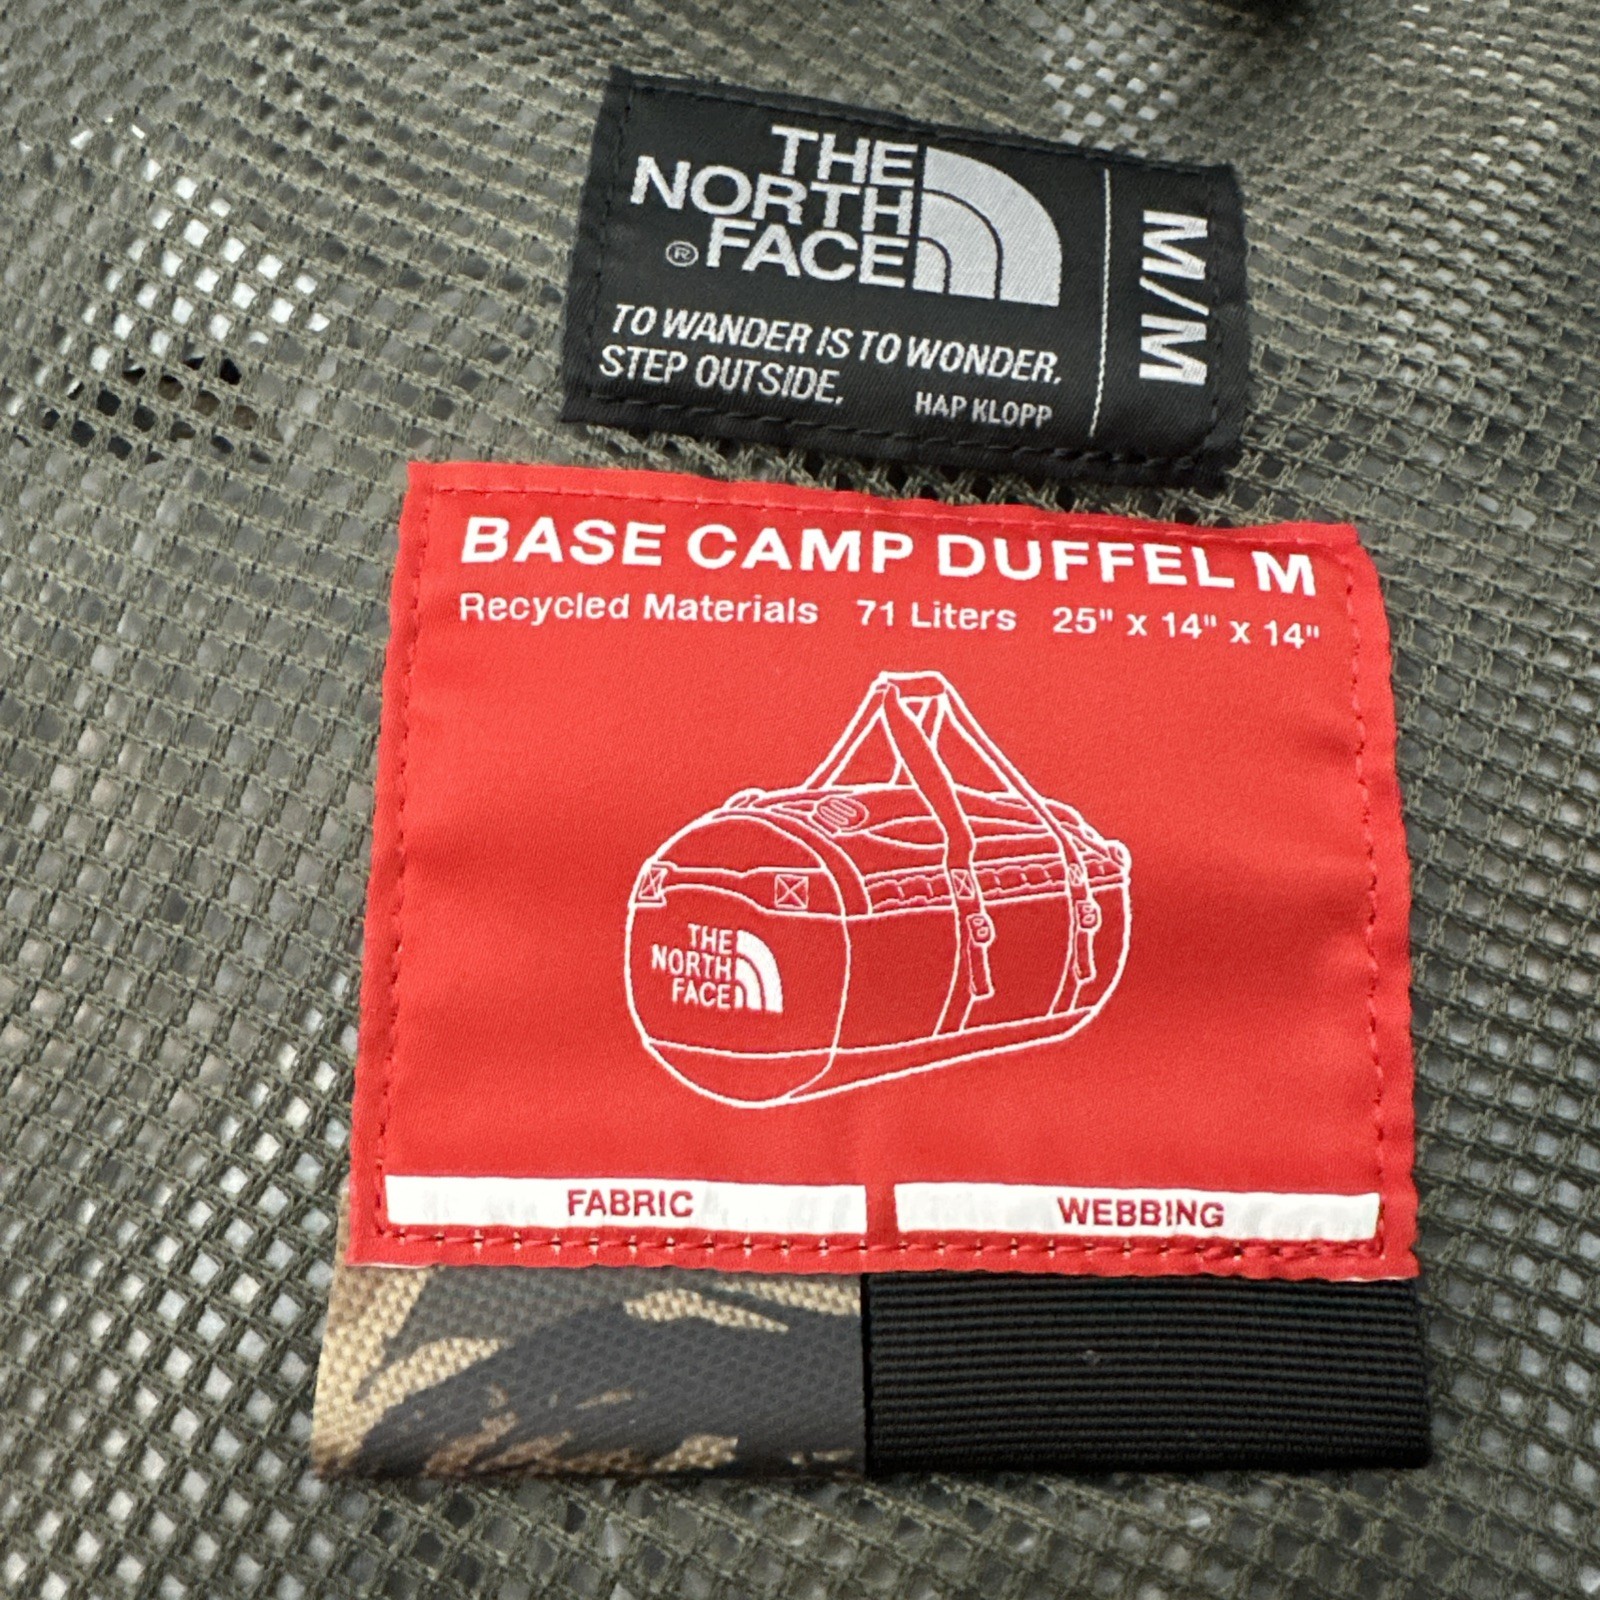 THE
NORTH
® FACE
M/M
TO WANDER IS TO WONDER.
STEP OUTSIDE.
HAP KLOPP
BASE CAMP DUFFEL M
Recycled Materials 71 Liters 25" x 14" x 14"
THE
NORTH
FACE
FABRIC
WEBBING